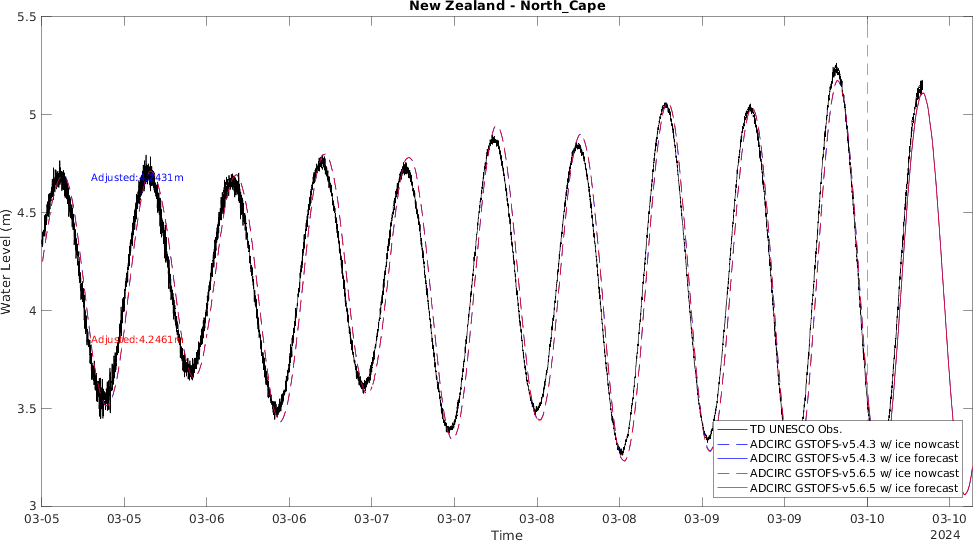 New Zealand - North_Cape
5.5
5
4.5
4
3.5
3
Water Level (m)
Adjusted:
431m
Adjusted:4.2461m
TD UNESCO Obs.
ADCIRC GSTOFS-v5.4.3 w/ ice nowcast
ADCIRC GSTOFS-v5.4.3 w/ ice forecast
ADCIRC GSTOFS-v5.6.5 w/ ice nowcast
ADCIRC GSTOFS-v5.6.5 w/ ice forecast
03-05 03-05 03-06 03-06 03-07 03-07 03-08 03-08 03-09 03-09 03-10 03-10
Time
2024